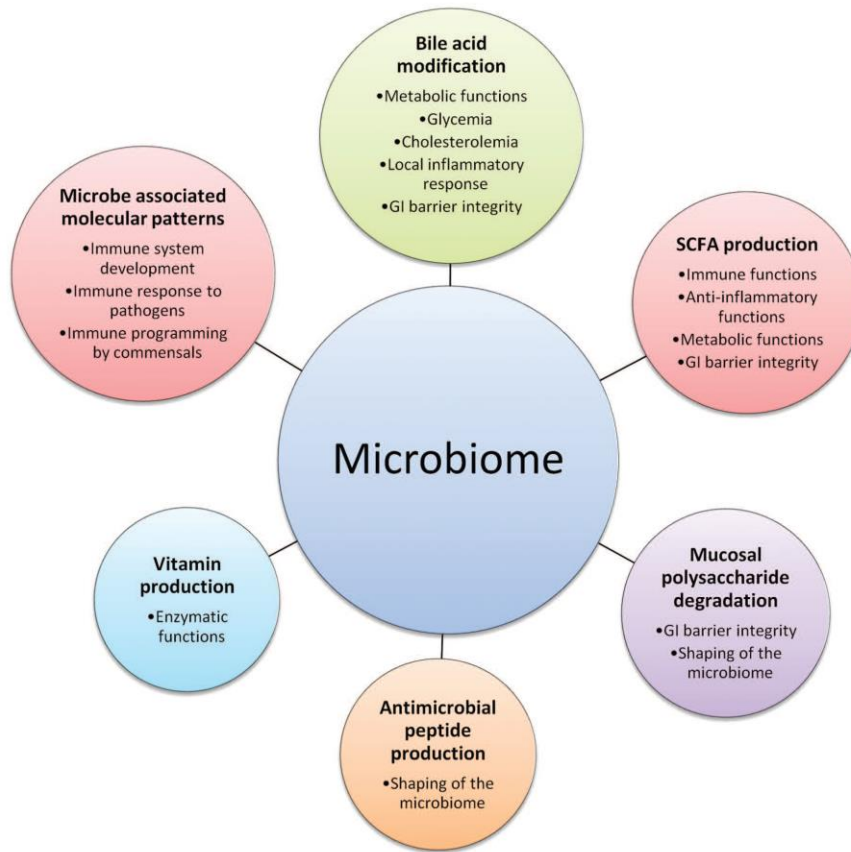 Bile acid
modification
•Metabolic functions
•Glycemia
•Cholesterolemia
•Local inflammatory
response
•GI barrier integrity
Microbe associated
molecular patterns
•Immune system
development
•Immune response to
pathogens
•Immune programming
by commensals
SCFA production
•Immune functions
•Anti-inflammatory
functions
•Metabolic functions
•GI barrier integrity
Microbiome
Vitamin
production
•Enzymatic
functions
Mucosal
polysaccharide
degradation
•GI barrier integrity
•Shaping of the
microbiome
Antimicrobial
peptide
production
•Shaping of the
microbiome